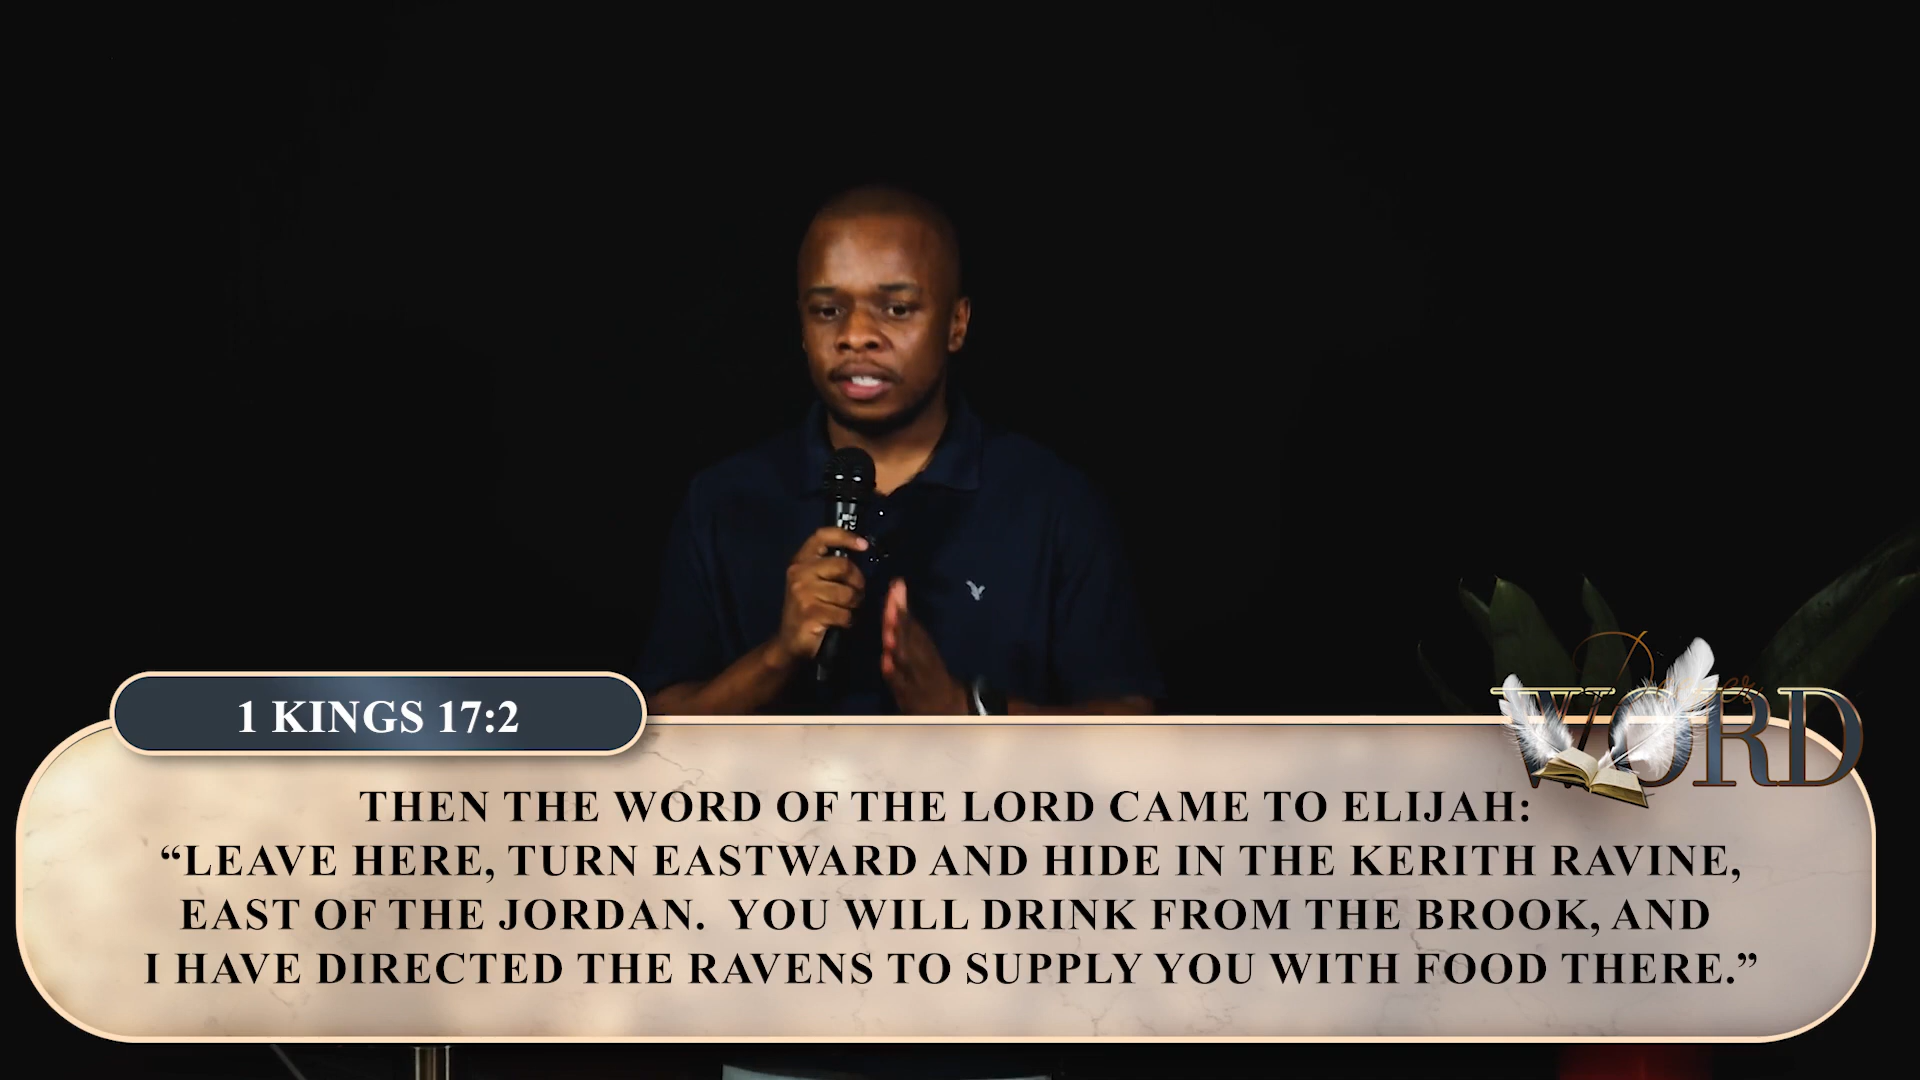 1 KINGS 17:2
WORD
THEN THE WORD OF THE LORD CAME TO ELIJAH:
“LEAVE HERE, TURN EASTWARD AND HIDE IN THE KERITH RAVINE,
EAST OF THE JORDAN. YOU WILL DRINK FROM THE BROOK, AND
I HAVE DIRECTED THE RAVENS TO SUPPLY YOU WITH FOOD THERE.”